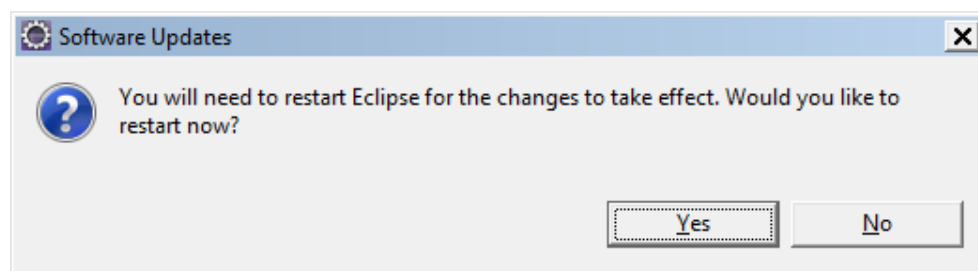 Software Updates
You will need to restart Eclipse for the changes to take effect. Would you like to
restart now?
Yes No